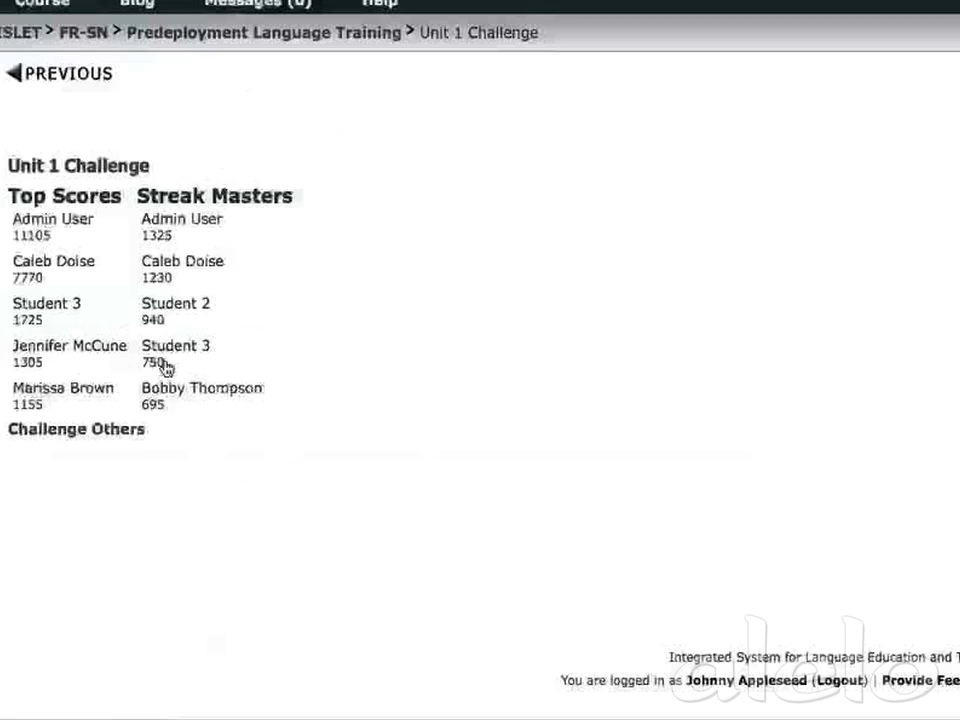 Course Blog Messages (0) Help
ISLET > FR-SN > Predeployment Language Training > Unit 1 Challenge
PREVIOUS
Unit 1 Challenge
Top Scores Streak Masters
Admin User Admin User
11105 1325
Caleb Doise Caleb Doise
7770 1230
Student 3 Student 2
1725 940
Jennifer McCune Student 3
1305 750
Marissa Brown Bobby Thompson
1155 695
Challenge Others
Integrated System for Language Education and T
You are logged in as Johnny Appleseed (Logout) | Provide Fee
alelo